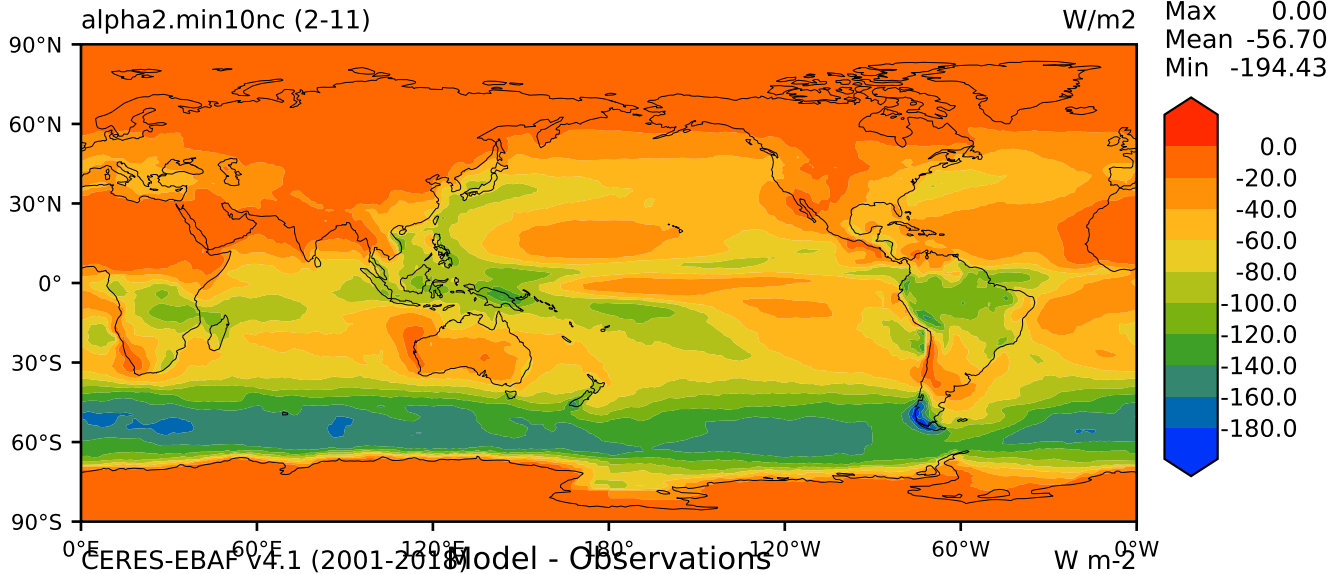 alpha2.min10nc (2-11) W/m2
Max 0.00
Mean -56.70
Min -194.43
90°N
60°N
30°N
0°
30°S
60°S
90°S
0.0
-20.0
-40.0
-60.0
-80.0
-100.0
-120.0
-140.0
-160.0
-180.0
0°E 60°E 120°E 180° 120°W 60°W 0°W
CERES-EBAF v4.1 (2001-2018) Model - Observations W m-2